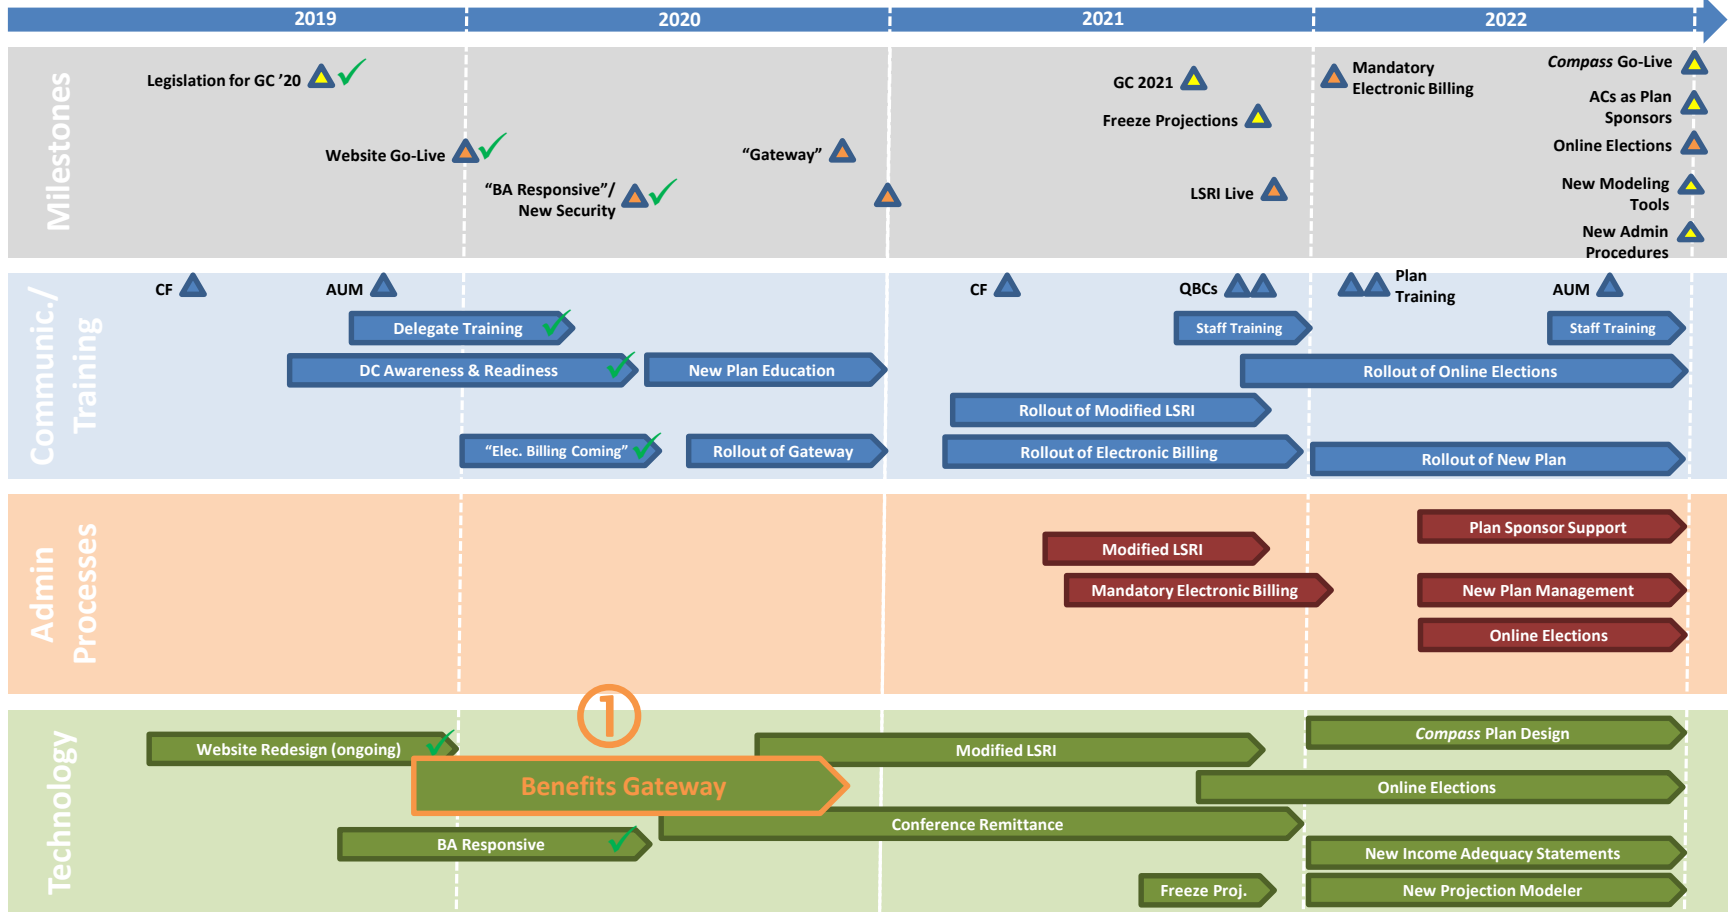 2019
2020
2021
2022
Milestones
Legislation for GC ’20
Website Go-Live
“BA Responsive”/
New Security
“Gateway”
GC 2021
Freeze Projections
LSRI Live
Mandatory
Electronic Billing
Compass Go-Live
ACs as Plan
Sponsors
Online Elections
New Modeling
Tools
New Admin
Procedures
Communic./
Training
CF
AUM
CF
QBCs
Plan
Training
AUM
Delegate Training
Staff Training
Staff Training
DC Awareness & Readiness
New Plan Education
Rollout of Online Elections
Rollout of Modified LSRI
“Elec. Billing Coming”
Rollout of Gateway
Rollout of Electronic Billing
Rollout of New Plan
Admin
Processes
Plan Sponsor Support
Modified LSRI
Mandatory Electronic Billing
New Plan Management
Online Elections
Technology
①
Website Redesign (ongoing)
Modified LSRI
Compass Plan Design
Benefits Gateway
Online Elections
Conference Remittance
BA Responsive
New Income Adequacy Statements
Freeze Proj.
New Projection Modeler